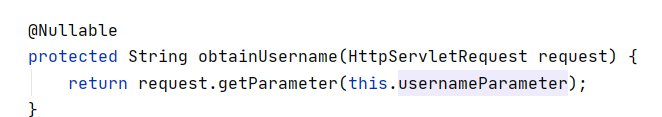 @Nullable
protected String obtainUsername(HttpServletRequest request) {
    return request.getParameter(this.usernameParameter);
}